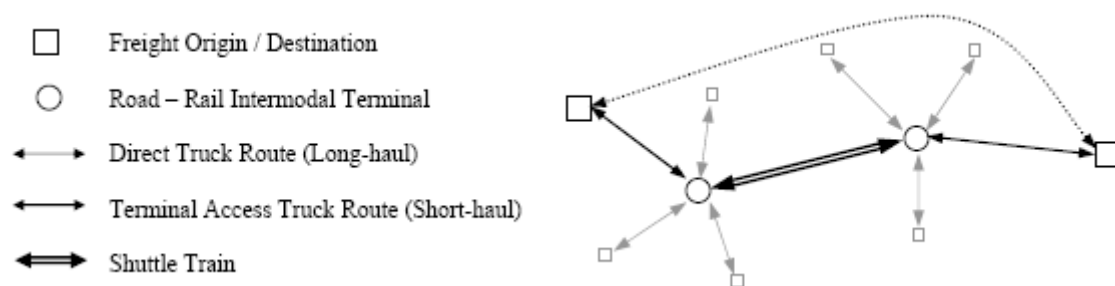 Freight Origin / Destination
Road – Rail Intermodal Terminal
Direct Truck Route (Long-haul)
Terminal Access Truck Route (Short-haul)
Shuttle Train